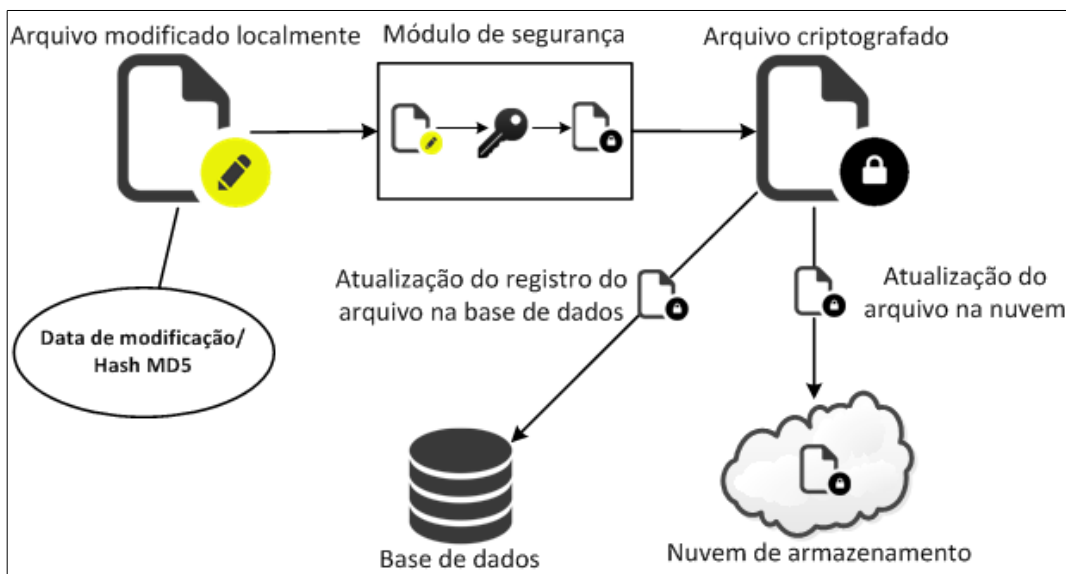 Arquivo modificado localmente
Módulo de segurança
Arquivo criptografado
Atualização do registro do
arquivo na base de dados
Atualização do
arquivo na nuvem
Data de modificação/
Hash MD5
Base de dados
Nuvem de armazenamento